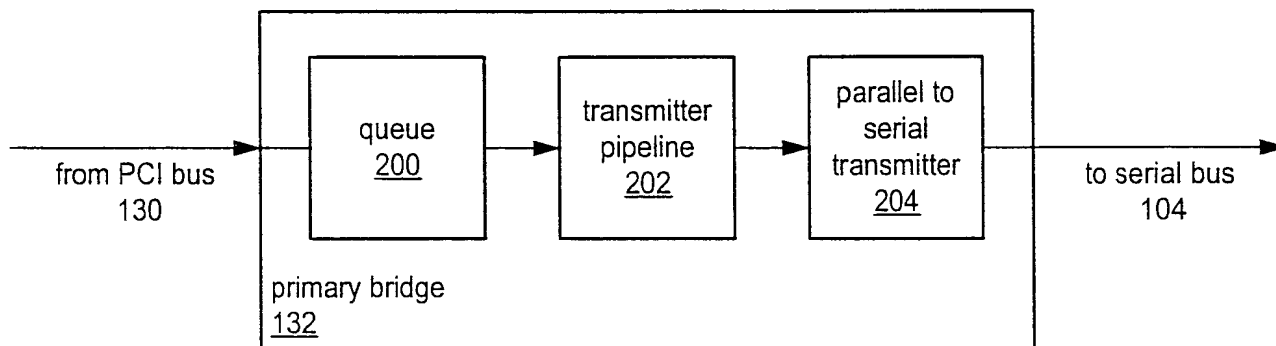 from PCI bus
130
queue
200
transmitter
pipeline
202
parallel to
serial
transmitter
204
to serial bus
104
primary bridge
132